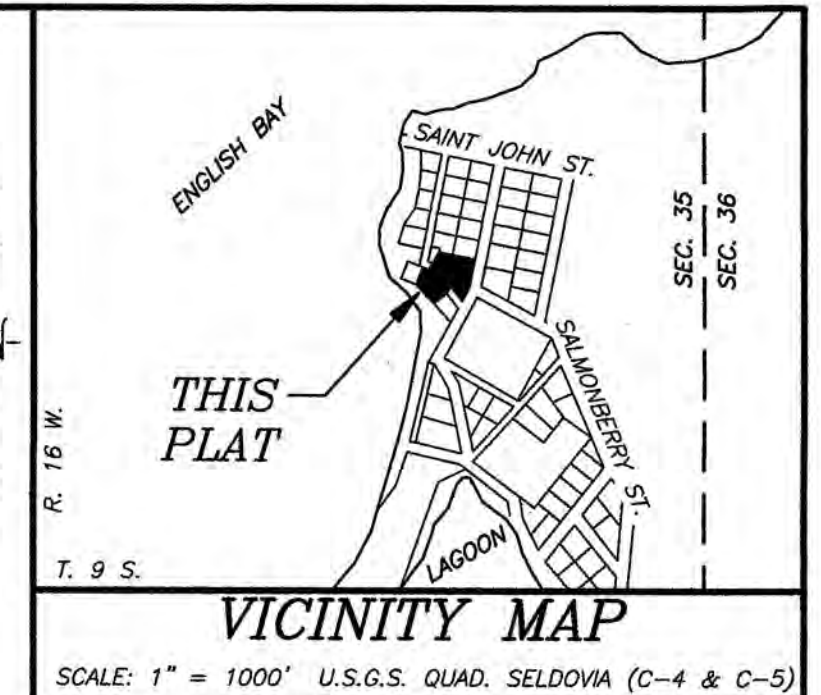 ENGLISH BAY
SAINT JOHN ST.
SEC. 35
SEC. 36
THIS
PLAT
SALMONBERRY ST.
R. 16 W.
LAGOON
T. 9 S.
VICINITY MAP
SCALE: 1" = 1000' U.S.G.S. QUAD. SELDOVIA (C-4 & C-5)